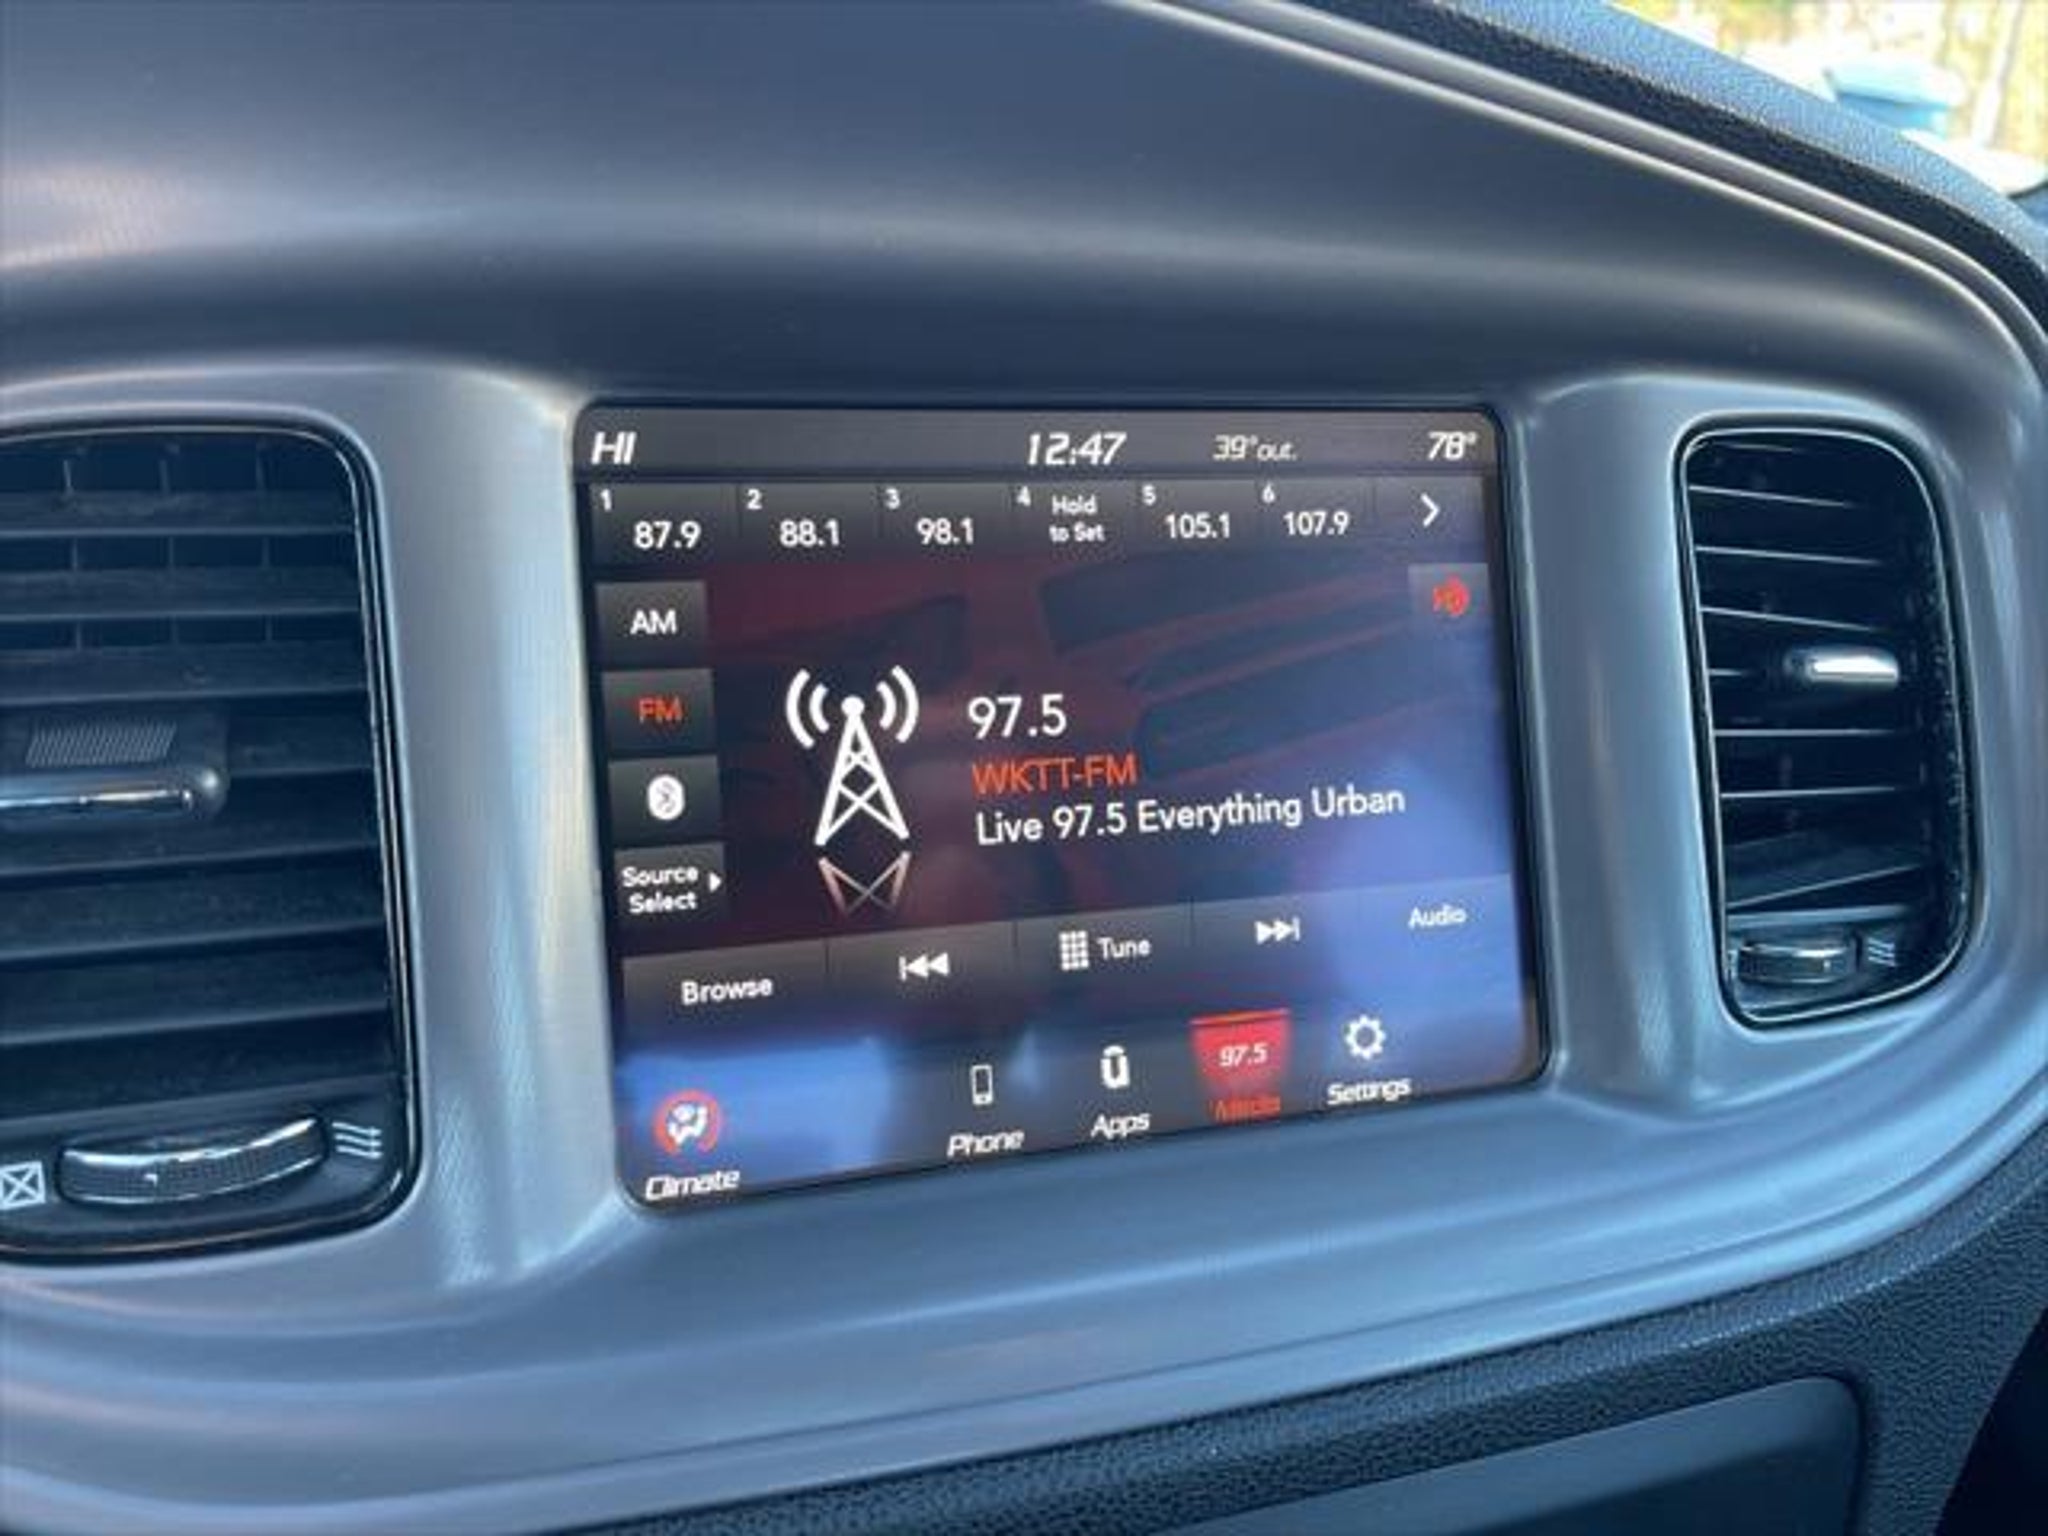 HI 12:47 39° out. 78°
1 87.9 2 88.1 3 98.1 4 Hold to Set 5 105.1 6 107.9
AM
FM
97.5
WKTT-FM
Live 97.5 Everything Urban
Source
Select
Browse Tune Audio
97.5
Climate Phone Apps Media Settings